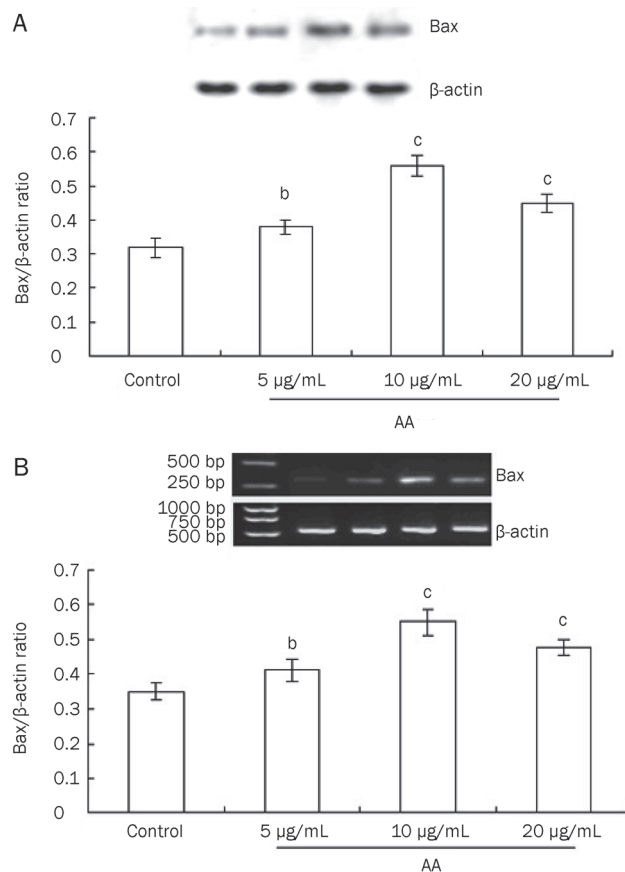 A
Bax
β-actin
0.7
0.6
0.5
0.4
0.3
0.2
0.1
0
Bax/β-actin ratio
b
c
c
Control
5 µg/mL
10 µg/mL
20 µg/mL
AA
B
500 bp
250 bp
Bax
1000 bp
750 bp
500 bp
β-actin
0.7
0.6
0.5
0.4
0.3
0.2
0.1
0
Bax/β-actin ratio
b
c
c
Control
5 µg/mL
10 µg/mL
20 µg/mL
AA